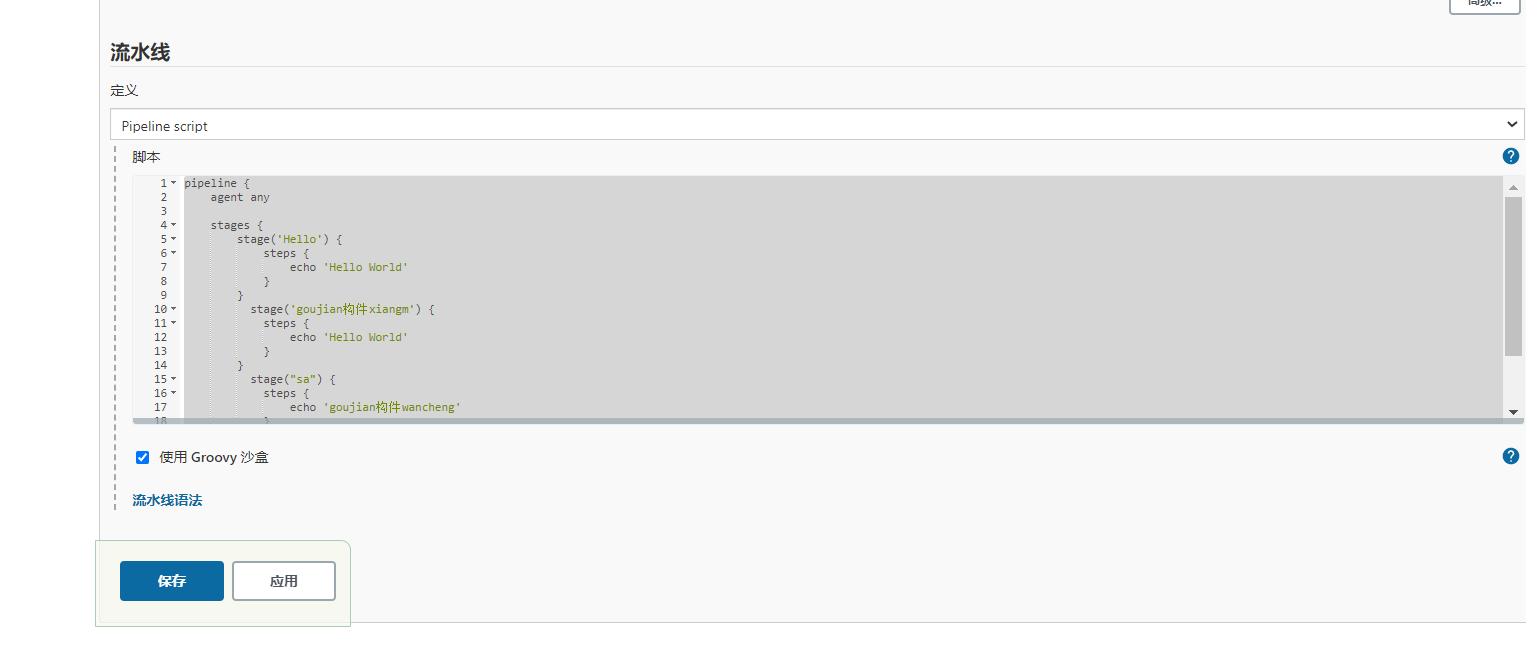 高级...
流水线
定义
Pipeline script
脚本
?
1 pipeline {
2     agent any
3
4     stages {
5         stage('Hello') {
6             steps {
7                 echo 'Hello World'
8             }
9         }
10           stage('goujian构件xiangm') {
11             steps {
12                 echo 'Hello World'
13             }
14         }
15           stage("sa") {
16             steps {
17                 echo 'goujian构件wancheng'
18             }
使用 Groovy 沙盒
?
流水线语法
保存 应用